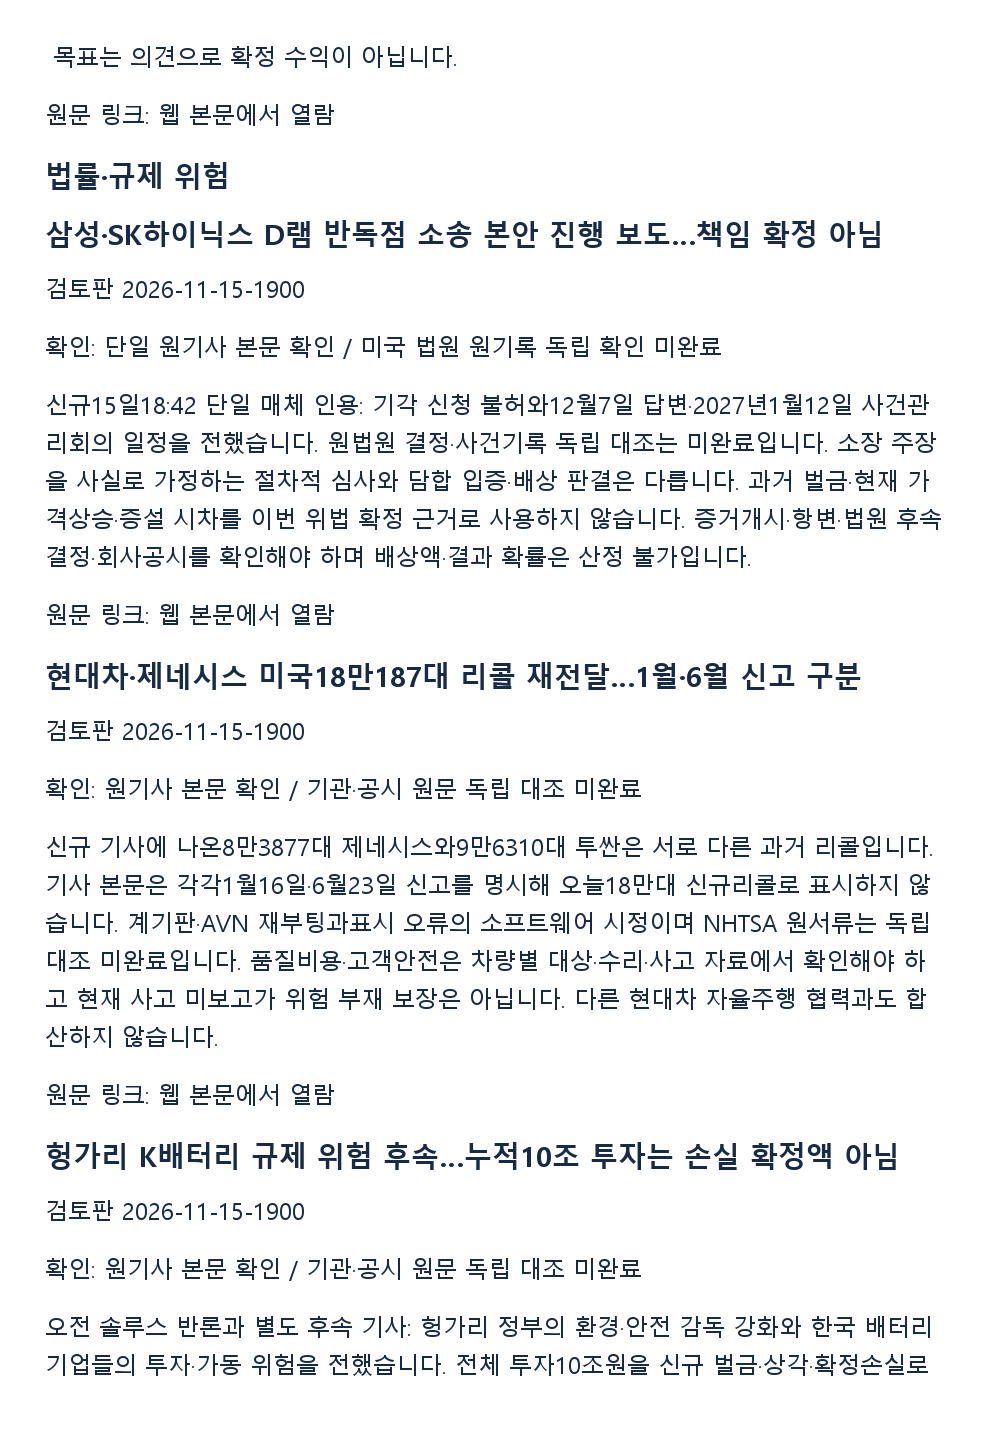 목표는 의견으로 확정 수익이 아닙니다.
원문 링크: 웹 본문에서 열람
법률·규제 위험
삼성·SK하이닉스 D램 반독점 소송 본안 진행 보도…책임 확정 아님
검토판 2026-11-15-1900
확인: 단일 원기사 본문 확인 / 미국 법원 원기록 독립 확인 미완료
신규15일18:42 단일 매체 인용: 기각 신청 불허와12월7일 답변·2027년1월12일 사건관
리회의 일정을 전했습니다. 원법원 결정·사건기록 독립 대조는 미완료입니다. 소장 주장
을 사실로 가정하는 절차적 심사와 담합 입증·배상 판결은 다릅니다. 과거 벌금·현재 가
격상승·증설 시차를 이번 위법 확정 근거로 사용하지 않습니다. 증거개시·항변·법원 후속
결정·회사공시를 확인해야 하며 배상액·결과 확률은 산정 불가입니다.
원문 링크: 웹 본문에서 열람
현대차·제네시스 미국18만187대 리콜 재전달…1월·6월 신고 구분
검토판 2026-11-15-1900
확인: 원기사 본문 확인 / 기관·공시 원문 독립 대조 미완료
신규 기사에 나온8만3877대 제네시스와9만6310대 투싼은 서로 다른 과거 리콜입니다.
기사 본문은 각각1월16일·6월23일 신고를 명시해 오늘18만대 신규리콜로 표시하지 않
습니다. 계기판·AVN 재부팅과표시 오류의 소프트웨어 시정이며 NHTSA 원서류는 독립
대조 미완료입니다. 품질비용·고객안전은 차량별 대상·수리·사고 자료에서 확인해야 하
고 현재 사고 미보고가 위험 부재 보장은 아닙니다. 다른 현대차 자율주행 협력과도 합
산하지 않습니다.
원문 링크: 웹 본문에서 열람
헝가리 K배터리 규제 위험 후속…누적10조 투자는 손실 확정액 아님
검토판 2026-11-15-1900
확인: 원기사 본문 확인 / 기관·공시 원문 독립 대조 미완료
오전 솔루스 반론과 별도 후속 기사: 헝가리 정부의 환경·안전 감독 강화와 한국 배터리
기업들의 투자·가동 위험을 전했습니다. 전체 투자10조원을 신규 벌금·상각·확정손실로